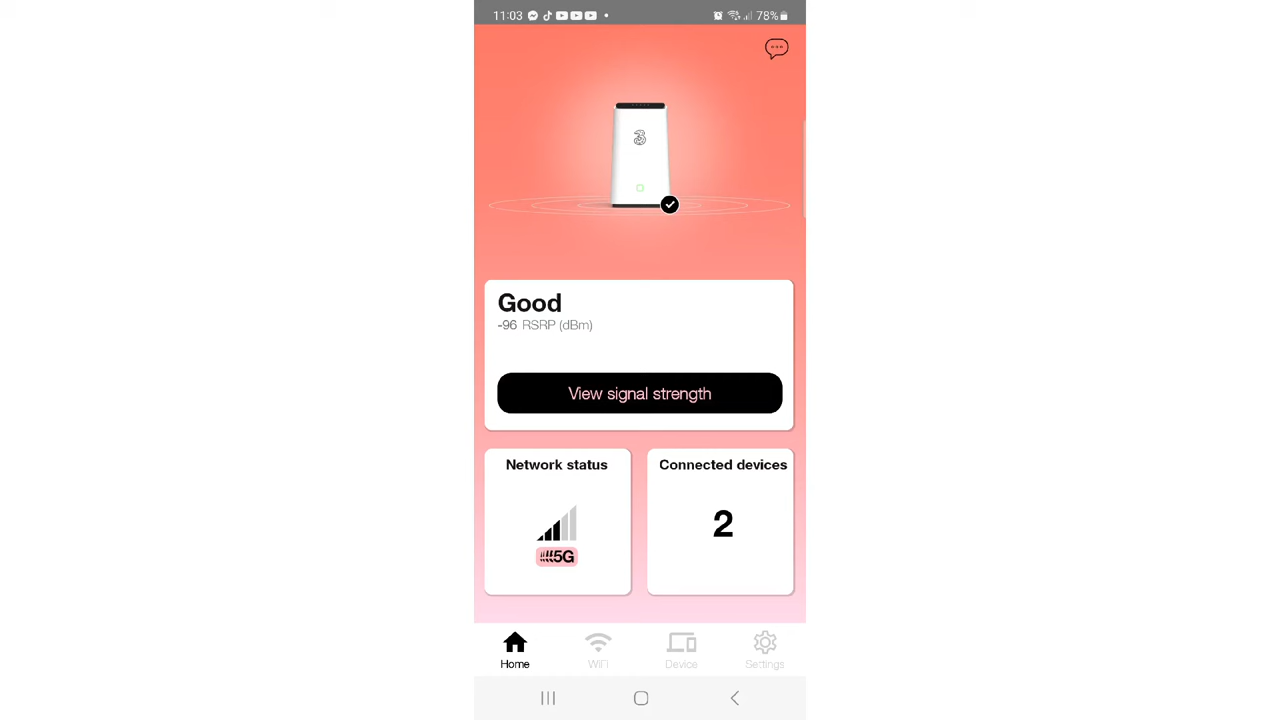 11:03 78%
3
Good
-96 RSRP (dBm)
View signal strength
Network status
5G
Connected devices
2
Home
WiFi
Device
Settings